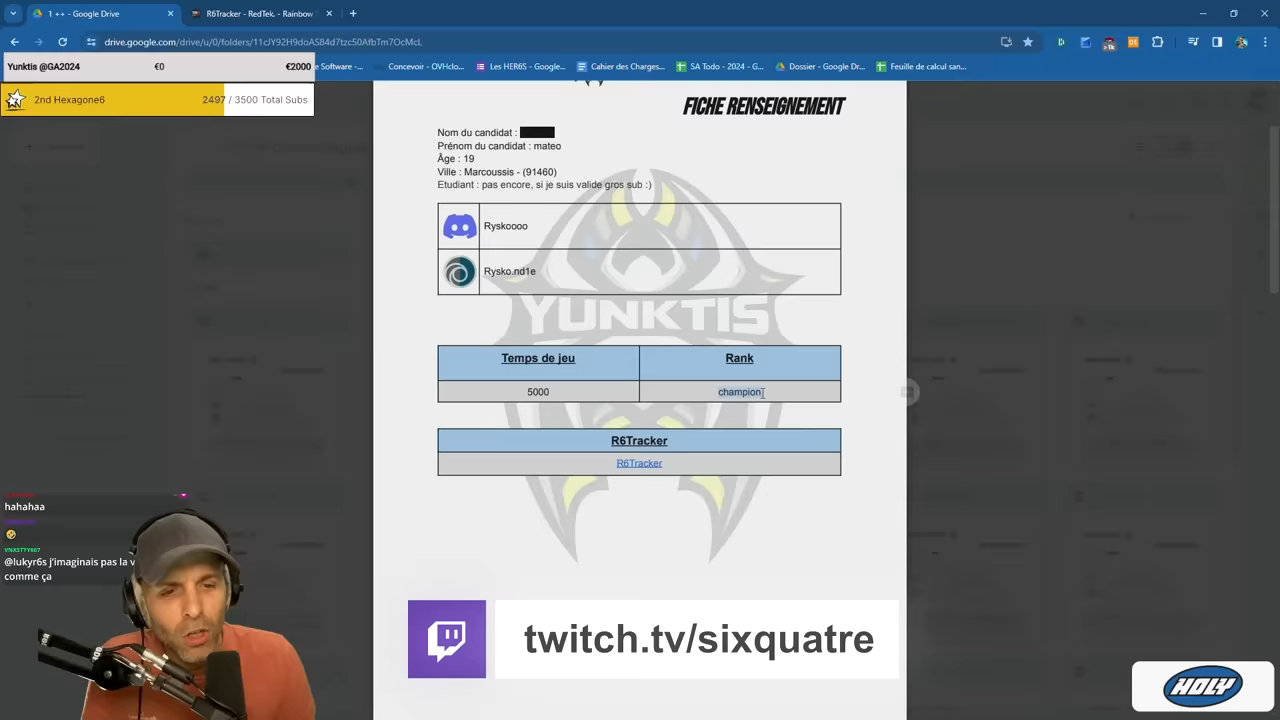 1 ++ - Google Drive
R6Tracker - RedTek. - Rainbow
drive.google.com/drive/u/0/folders/11cJY92H9doAS84d7tzc50AfbTm7OcMcL
Yunktis @GA2024 €0 €2000
e Software -...
Concevoir - OVHclo...
Les HER6S - Google...
Cahier des Charges...
SA Todo - 2024 - G...
Dossier - Google Dr...
Feuille de calcul san...
2nd Hexagone6 2497 / 3500 Total Subs
FICHE RENSEIGNEMENT
Nom du candidat :
Prénom du candidat : mateo
Âge : 19
Ville : Marcoussis - (91460)
Etudiant : pas encore, si je suis valide gros sub :)
Ryskoooo
Rysko.nd1e
YUNKTIS
Temps de jeu Rank
5000 champion
R6Tracker
R6Tracker
hahahaa
VNXSTYY667
@lukyr6s j'imaginais pas la v
comme ça
twitch.tv/sixquatre
HOLY